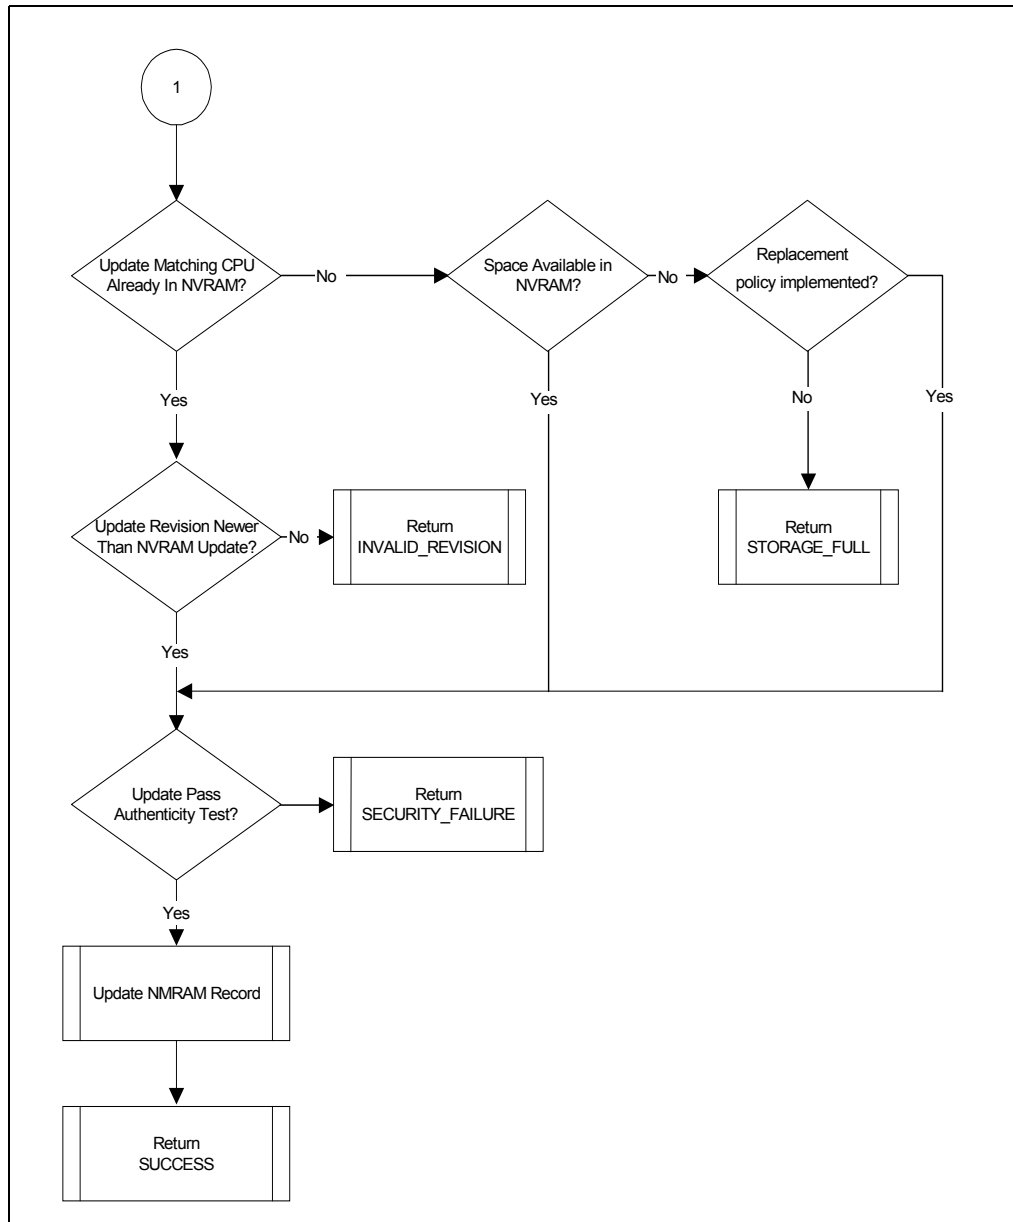 1
Update Matching CPU
Already In NVRAM?
No
Space Available in
NVRAM?
No
Replacement
policy implemented?
Yes
Yes
No
Yes
Update Revision Newer
Than NVRAM Update?
No
Return
INVALID_REVISION
Return
STORAGE_FULL
Yes
Update Pass
Authenticity Test?
Return
SECURITY_FAILURE
Yes
Update NMRAM Record
Return
SUCCESS